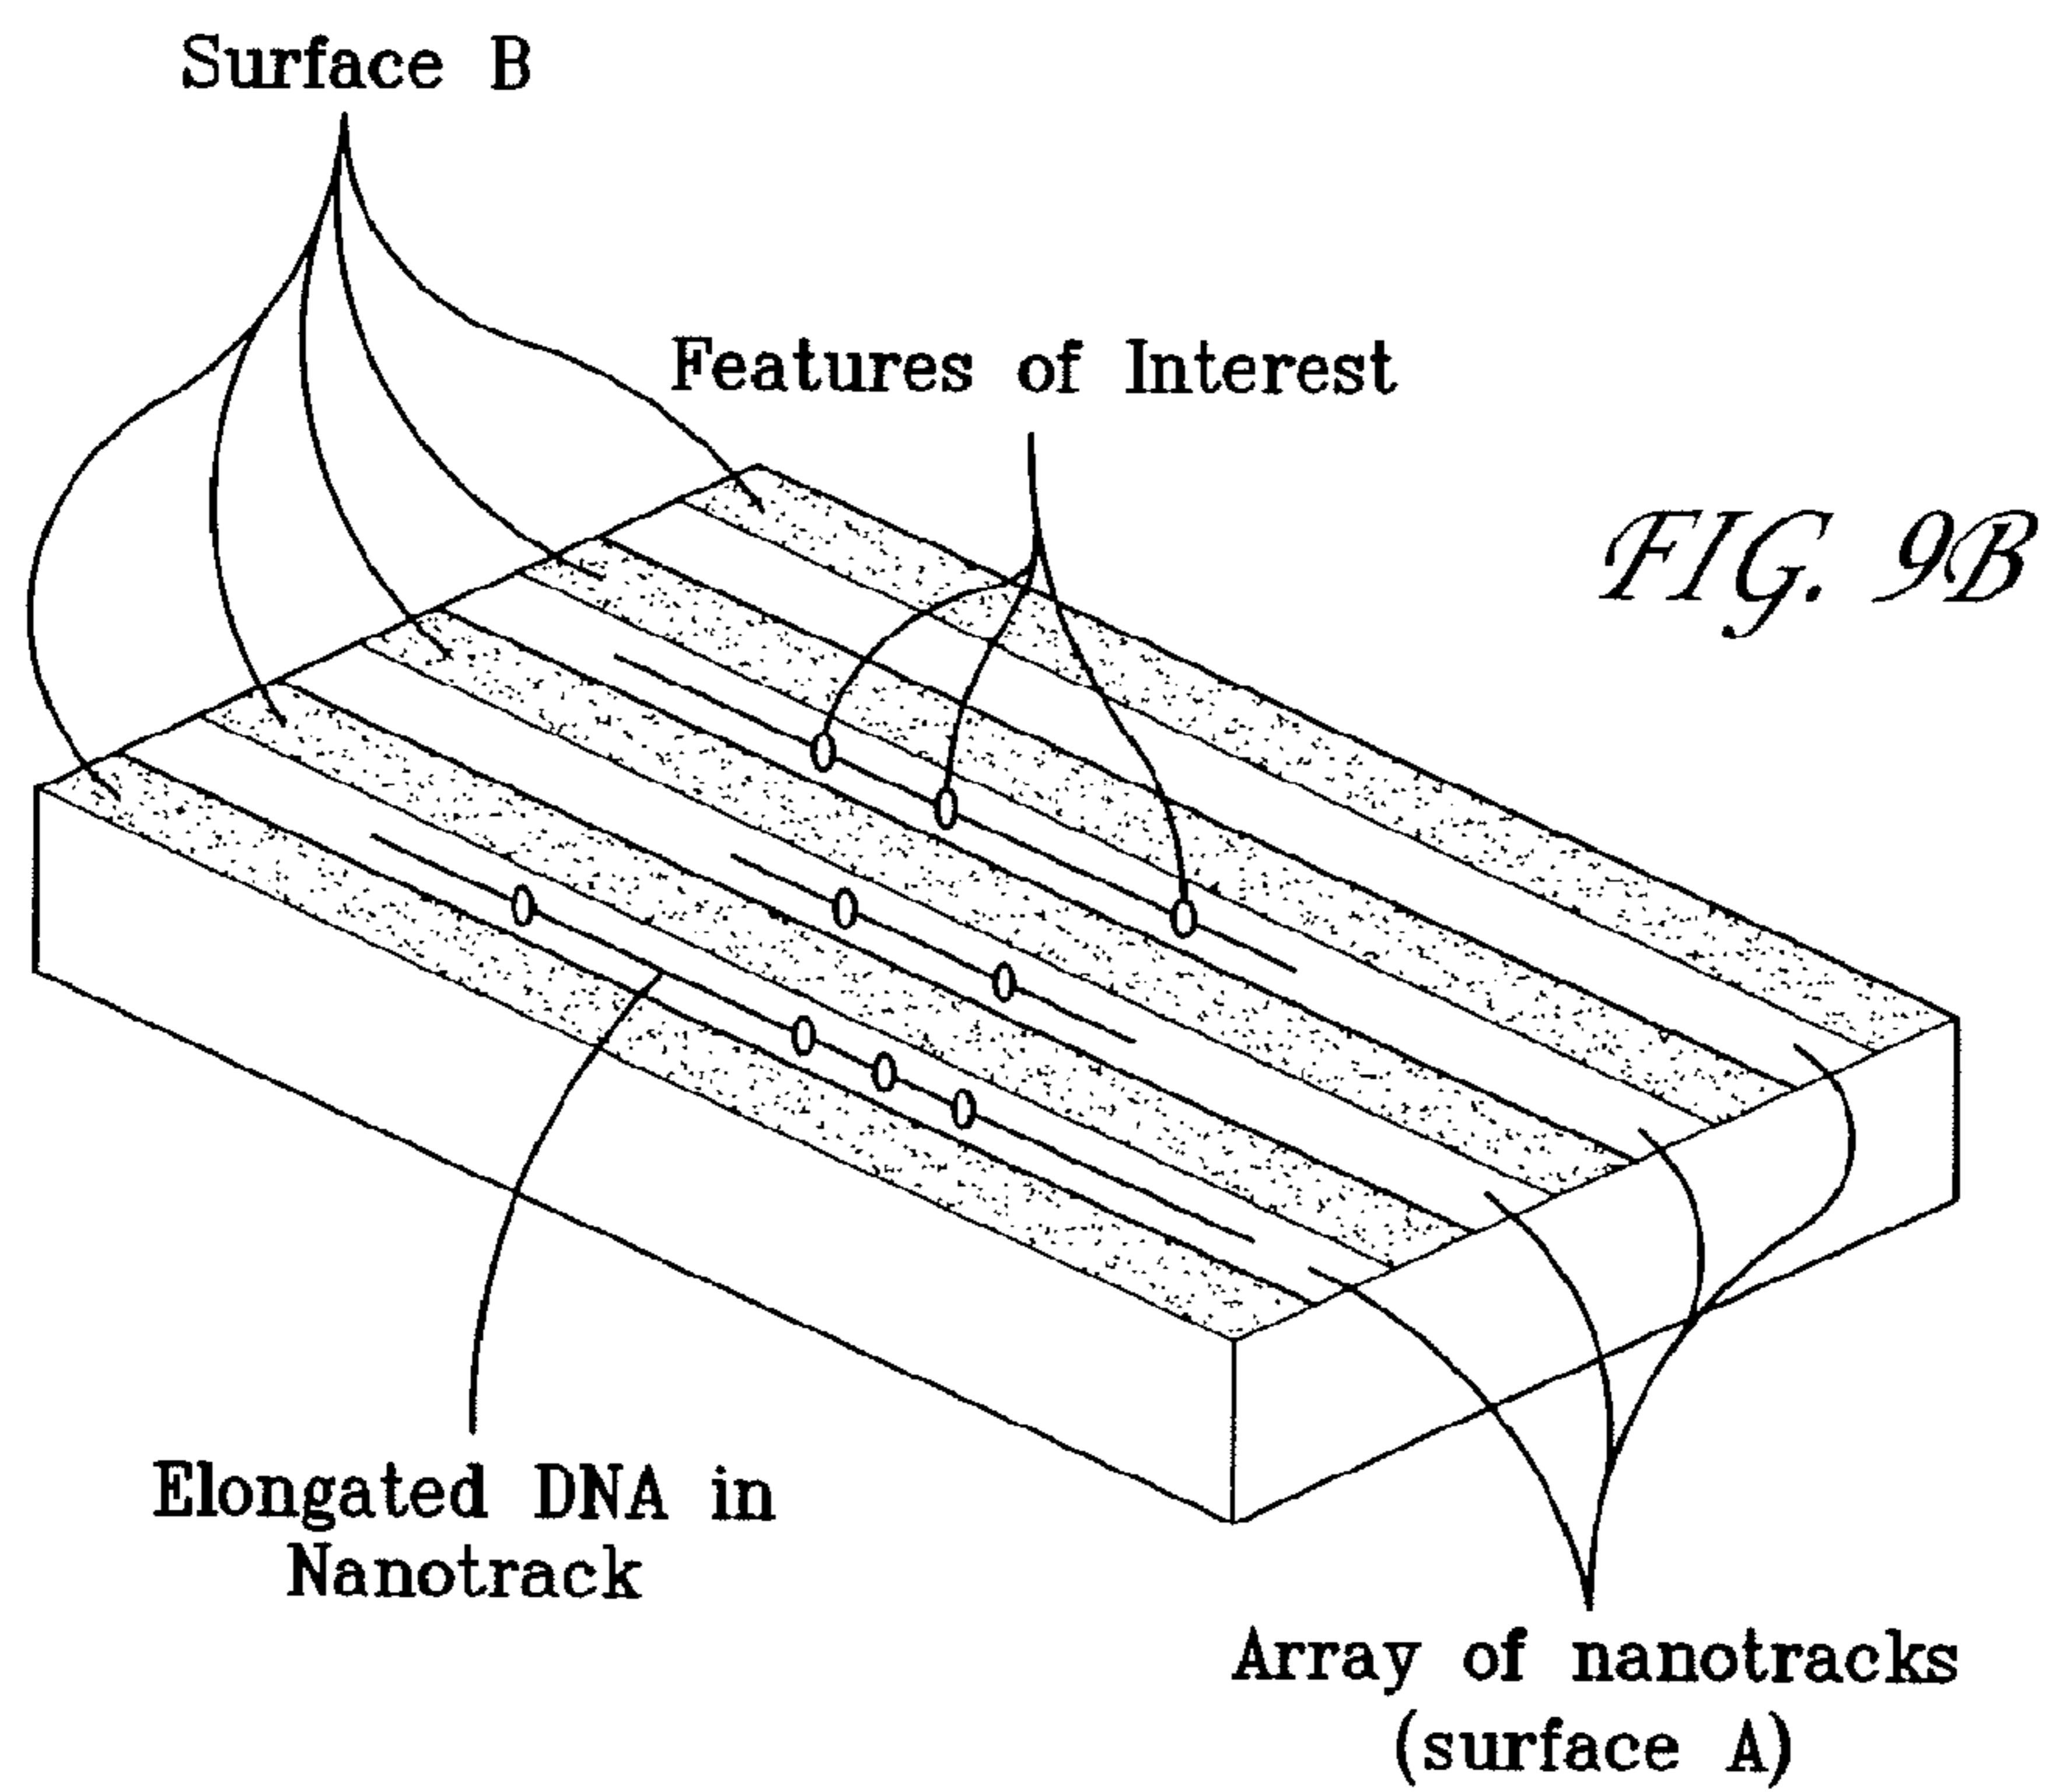 Surface B
Features of Interest
FIG. 9B
Elongated DNA in
Nanotrack
Array of nanotracks
(surface A)